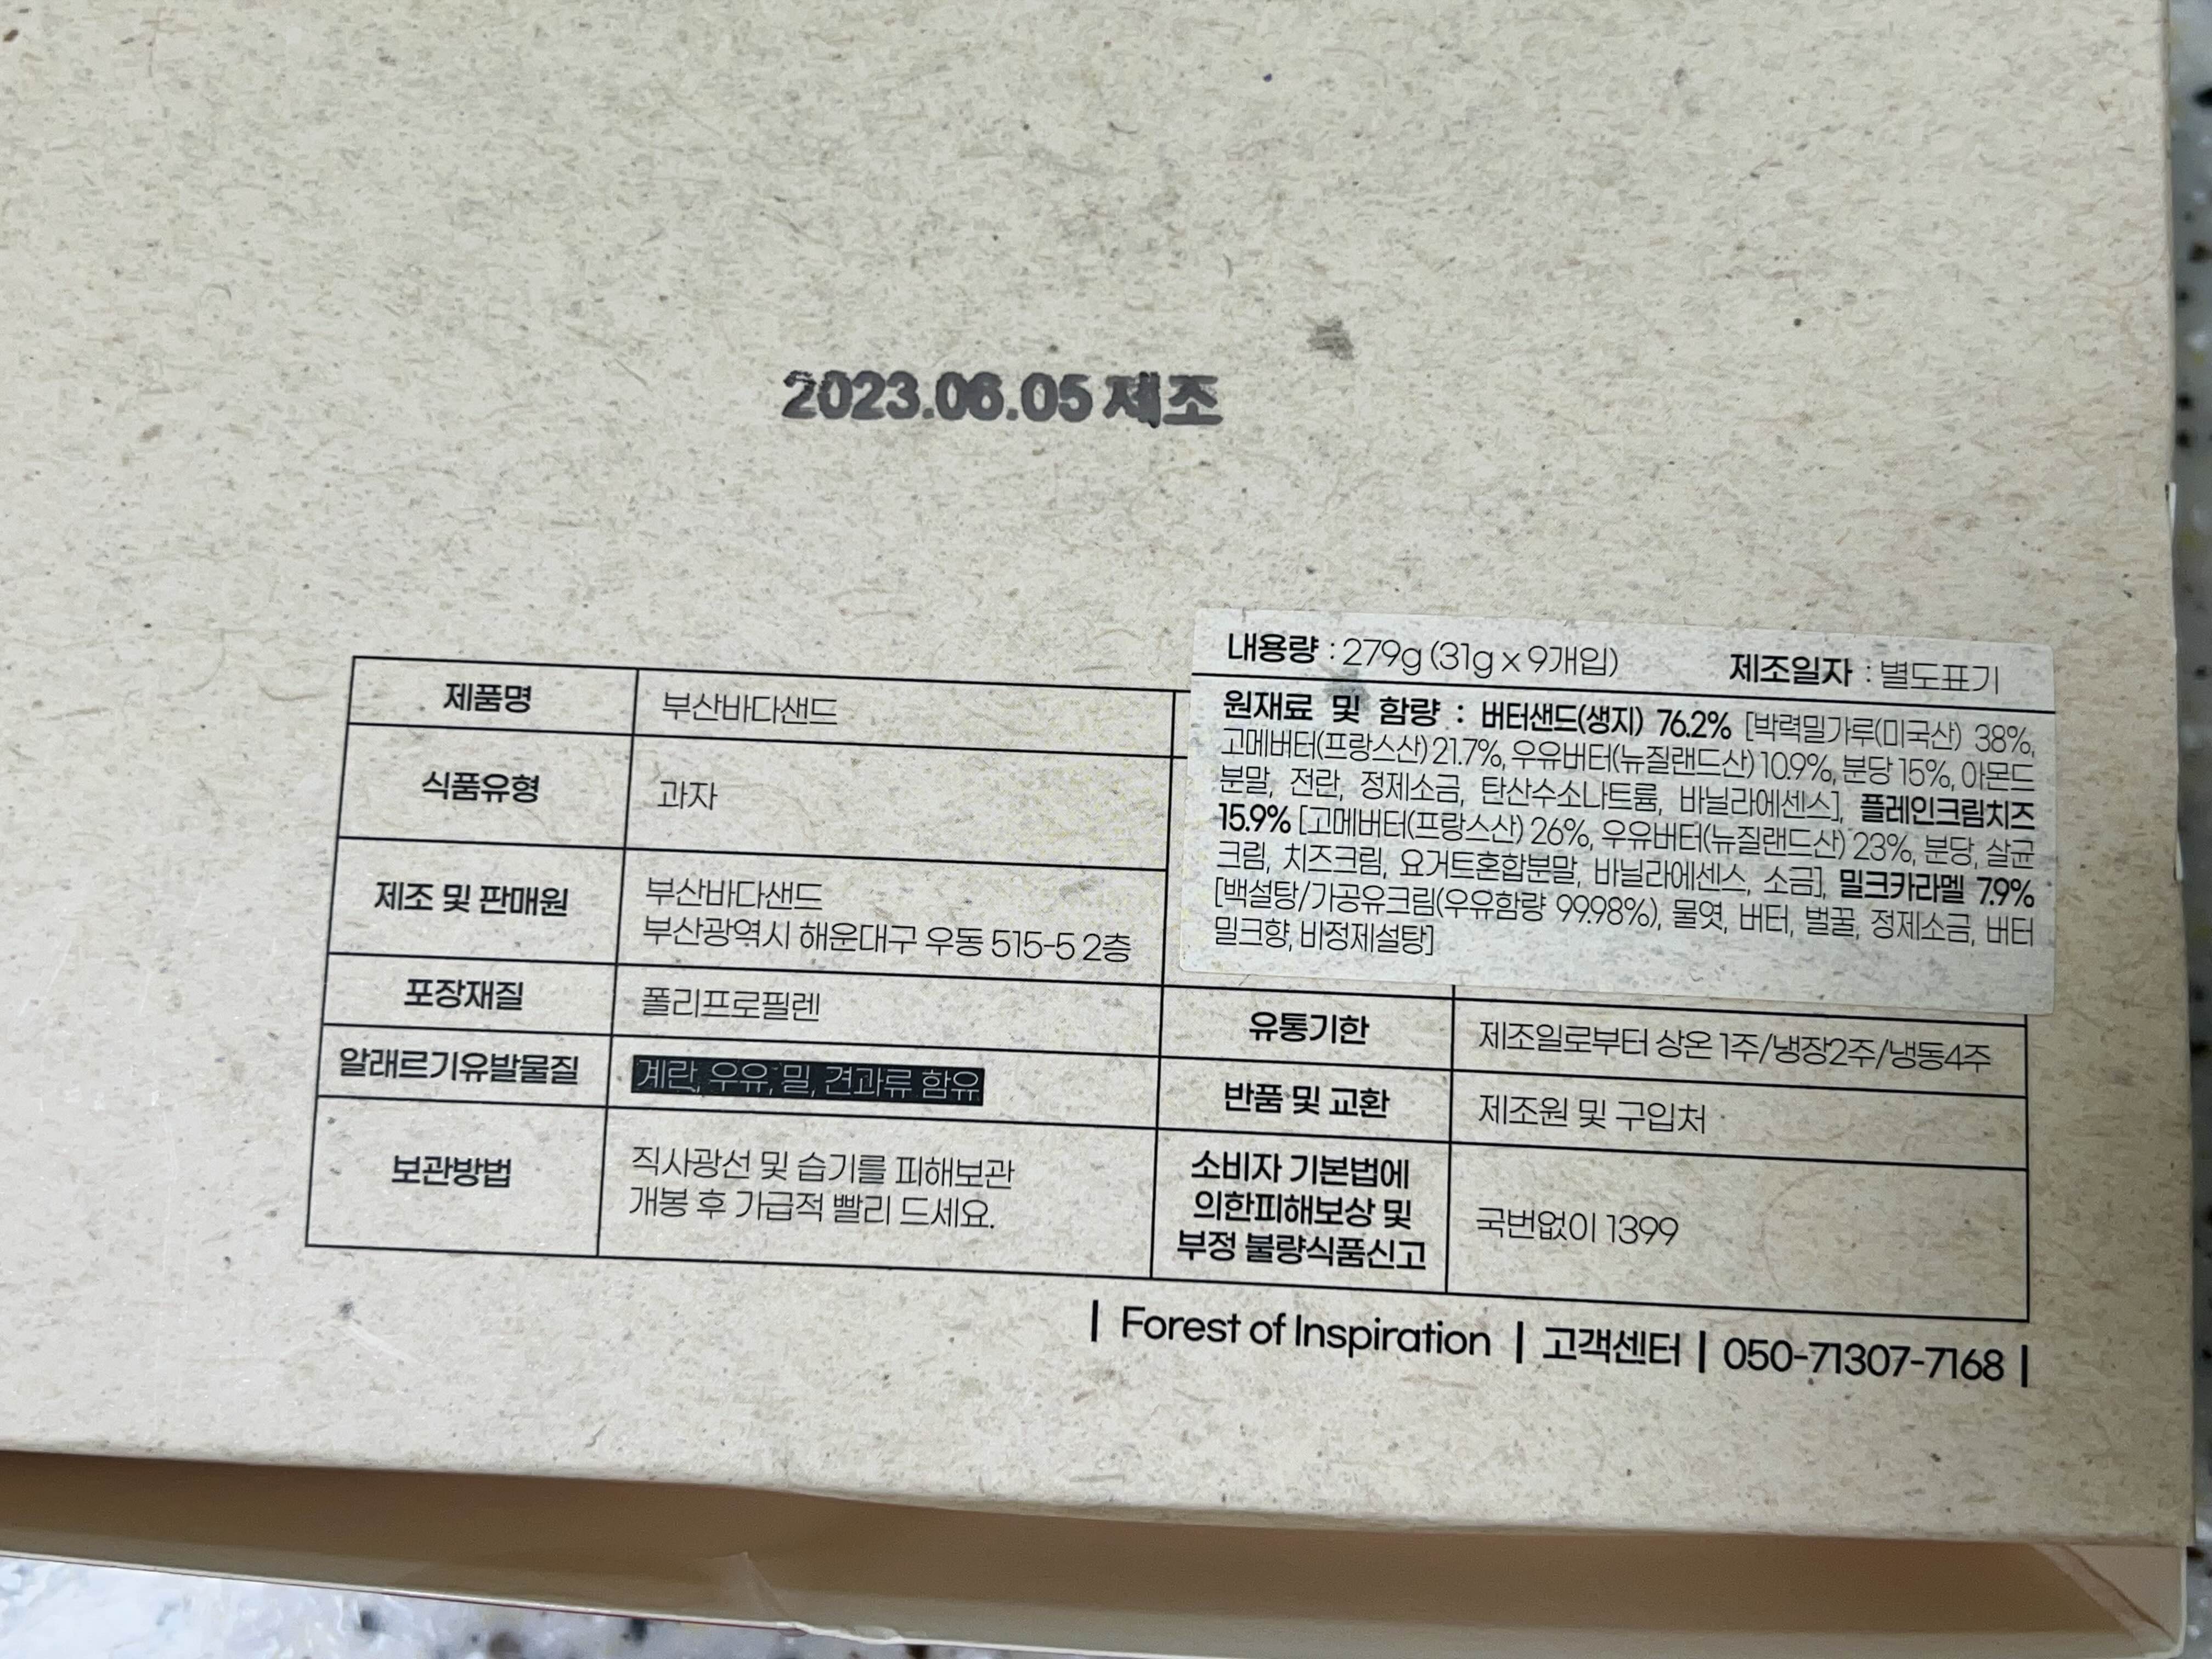 2023.06.05 제조
내용량 : 279g (31g x 9개입) 제조일자 : 별도표기
원재료 및 함량 : 버터샌드(생지) 76.2% [박력밀가루(미국산) 38%,
고메버터(프랑스산) 21.7%, 우유버터(뉴질랜드산) 10.9%, 분당 15%, 아몬드
분말, 전란, 정제소금, 탄산수소나트륨, 바닐라에센스], 플레인크림치즈
15.9% [고메버터(프랑스산) 26%, 우유버터(뉴질랜드산) 23%, 분당, 살균
크림, 치즈크림, 요거트혼합분말, 바닐라에센스, 소금], 밀크카라멜 7.9%
[백설탕/가공유크림(우유함량 99.98%), 물엿, 버터, 벌꿀, 정제소금, 버터
밀크향, 비정제설탕]
제품명 부산바다샌드
식품유형 과자
제조 및 판매원 부산바다샌드
부산광역시 해운대구 우동 515-5 2층
포장재질 폴리프로필렌
알래르기유발물질 계란, 우유, 밀, 견과류 함유
보관방법 직사광선 및 습기를 피해보관
개봉 후 가급적 빨리 드세요.
유통기한 제조일로부터 상온 1주/냉장2주/냉동4주
반품 및 교환 제조원 및 구입처
소비자 기본법에
의한피해보상 및 국번없이 1399
부정 불량식품신고
| Forest of Inspiration | 고객센터 | 050-71307-7168 |